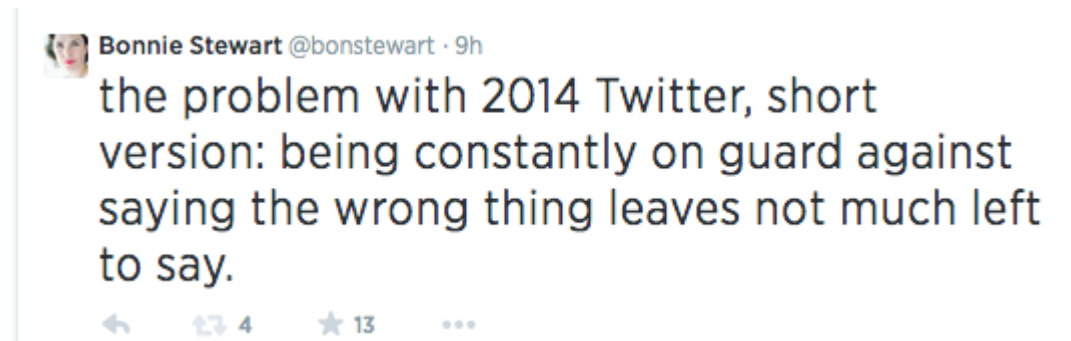 Bonnie Stewart @bonstewart · 9h
the problem with 2014 Twitter, short
version: being constantly on guard against
saying the wrong thing leaves not much left
to say.
4 13